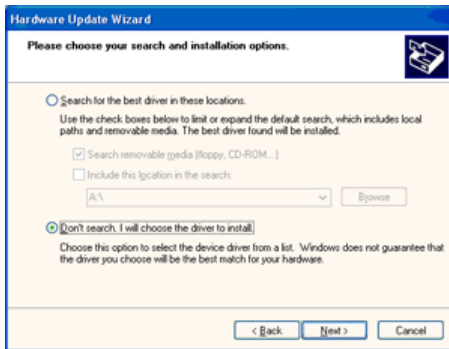 Hardware Update Wizard
Please choose your search and installation options.
Search for the best driver in these locations.
Use the check boxes below to limit or expand the default search, which includes local
paths and removable media. The best driver found will be installed.
Search removable media (floppy, CD-ROM...)
Include this location in the search:
A:\
Browse
Don't search. I will choose the driver to install.
Choose this option to select the device driver from a list. Windows does not guarantee that
the driver you choose will be the best match for your hardware.
< Back Next > Cancel